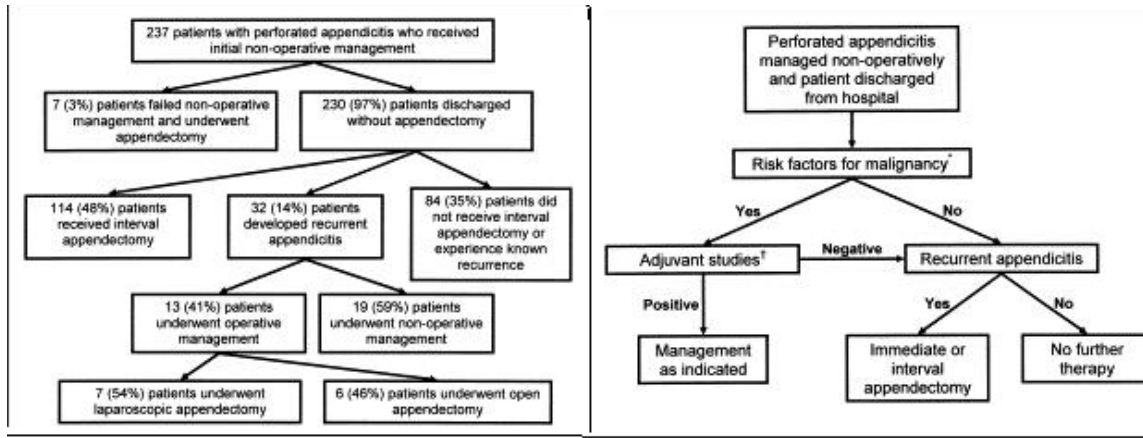 237 patients with perforated appendicitis who received
initial non-operative management
7 (3%) patients failed non-operative
management and underwent
appendectomy
230 (97%) patients discharged
without appendectomy
114 (48%) patients
received interval
appendectomy
32 (14%) patients
developed recurrent
appendicitis
84 (35%) patients did
not receive interval
appendectomy or
experience known
recurrence
13 (41%) patients
underwent operative
management
19 (59%) patients
underwent non-operative
management
7 (54%) patients underwent
laparoscopic appendectomy
6 (46%) patients underwent open
appendectomy
Perforated appendicitis
managed non-operatively
and patient discharged
from hospital
Risk factors for malignancy*
Yes
No
Adjuvant studies†
Negative
Recurrent appendicitis
Positive
Yes
No
Management
as indicated
Immediate or
interval
appendectomy
No further
therapy